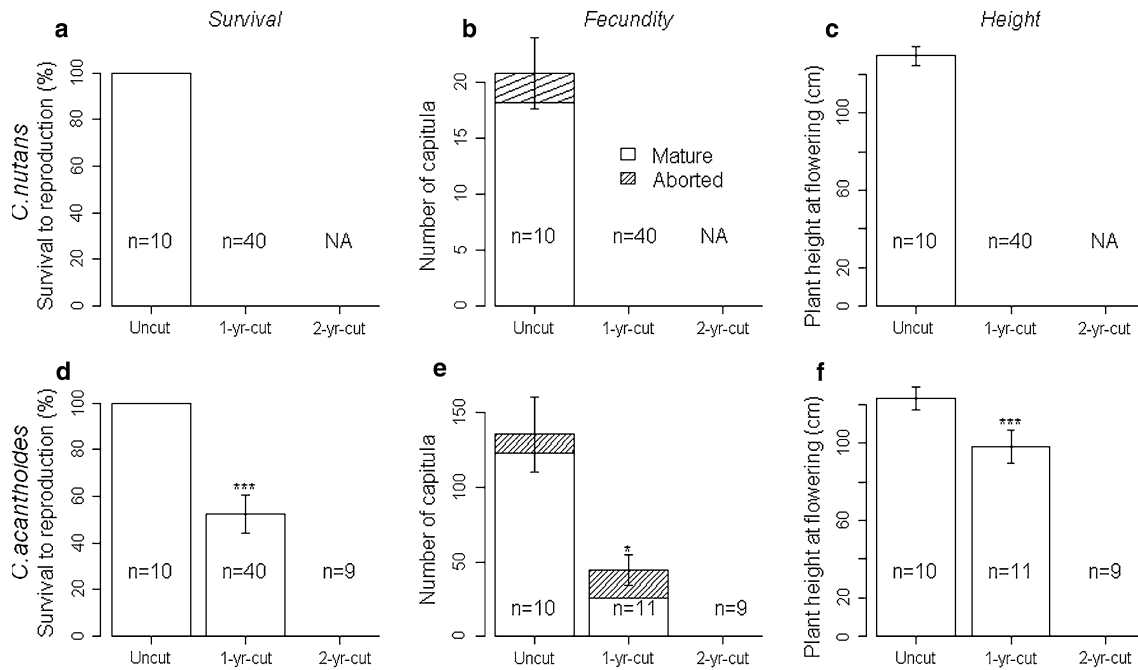 Survival
Fecundity
Height
a
b
c
C.nutans
Survival to reproduction (%)
0 20 40 60 80 100
n=10 n=40 NA
Uncut 1-yr-cut 2-yr-cut
Number of capitula
0 5 10 15 20
Mature
Aborted
n=10 n=40 NA
Uncut 1-yr-cut 2-yr-cut
Plant height at flowering (cm)
0 20 60 100
n=10 n=40 NA
Uncut 1-yr-cut 2-yr-cut
d
e
f
C.acanthoides
Survival to reproduction (%)
0 20 40 60 80 100
***
n=10 n=40 n=9
Uncut 1-yr-cut 2-yr-cut
Number of capitula
0 50 100 150
*
n=10 n=11 n=9
Uncut 1-yr-cut 2-yr-cut
Plant height at flowering (cm)
0 20 60 100
***
n=10 n=11 n=9
Uncut 1-yr-cut 2-yr-cut